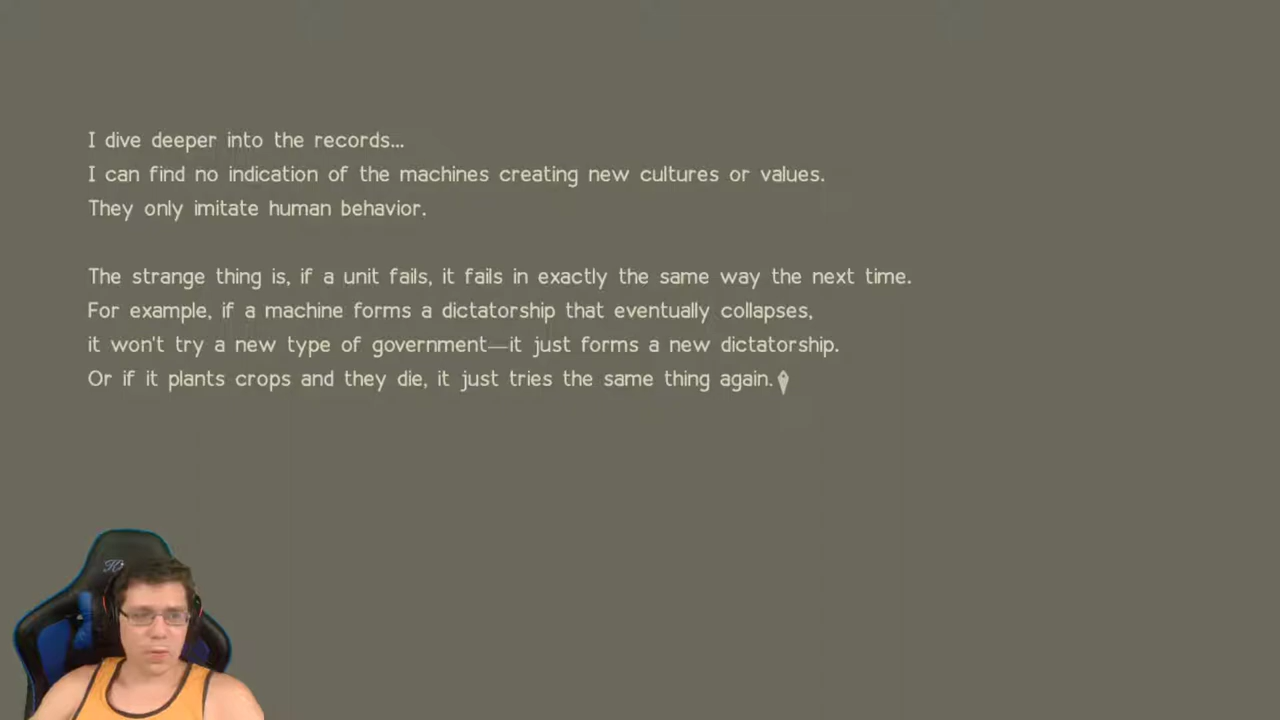 I dive deeper into the records...
I can find no indication of the machines creating new cultures or values.
They only imitate human behavior.
The strange thing is, if a unit fails, it fails in exactly the same way the next time.
For example, if a machine forms a dictatorship that eventually collapses,
it won't try a new type of government—it just forms a new dictatorship.
Or if it plants crops and they die, it just tries the same thing again.